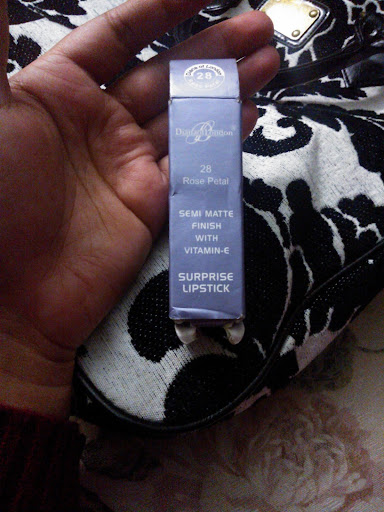 28
28
Rose Petal
SEMI MATTE
FINISH
WITH
VITAMIN-E
SURPRISE
LIPSTICK